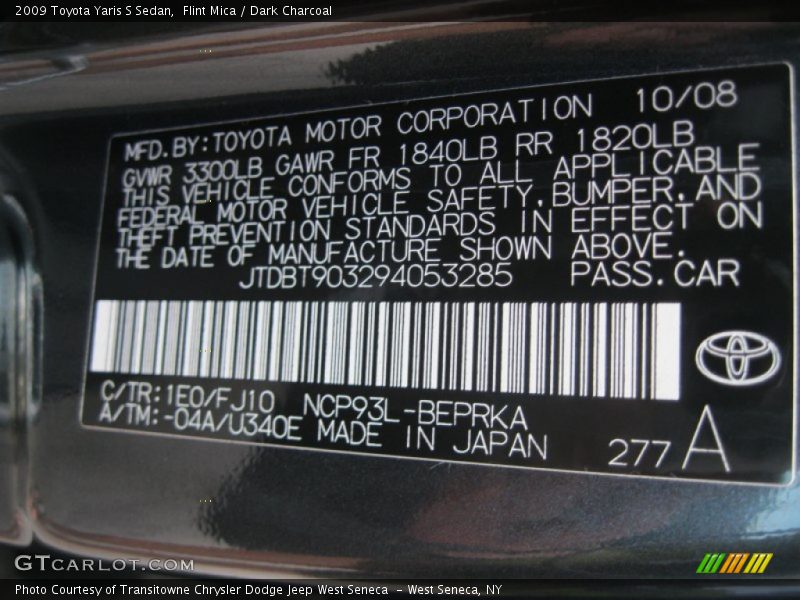 2009 Toyota Yaris S Sedan,  Flint Mica / Dark Charcoal
MFD.BY:TOYOTA MOTOR CORPORATION 10/08
GVWR 3300LB GAWR FR 1840LB RR 1820LB
THIS VEHICLE CONFORMS TO ALL APPLICABLE
FEDERAL MOTOR VEHICLE SAFETY,BUMPER,AND
THEFT PREVENTION STANDARDS IN EFFECT ON
THE DATE OF MANUFACTURE SHOWN ABOVE.
JTDBT903294053285 PASS.CAR
C/TR:1E0/FJ10 NCP93L-BEPRKA
A/TM:-04A/U340E MADE IN JAPAN 277 A
GTCARLOT.COM
Photo Courtesy of Transitowne Chrysler Dodge Jeep West Seneca  - West Seneca, NY